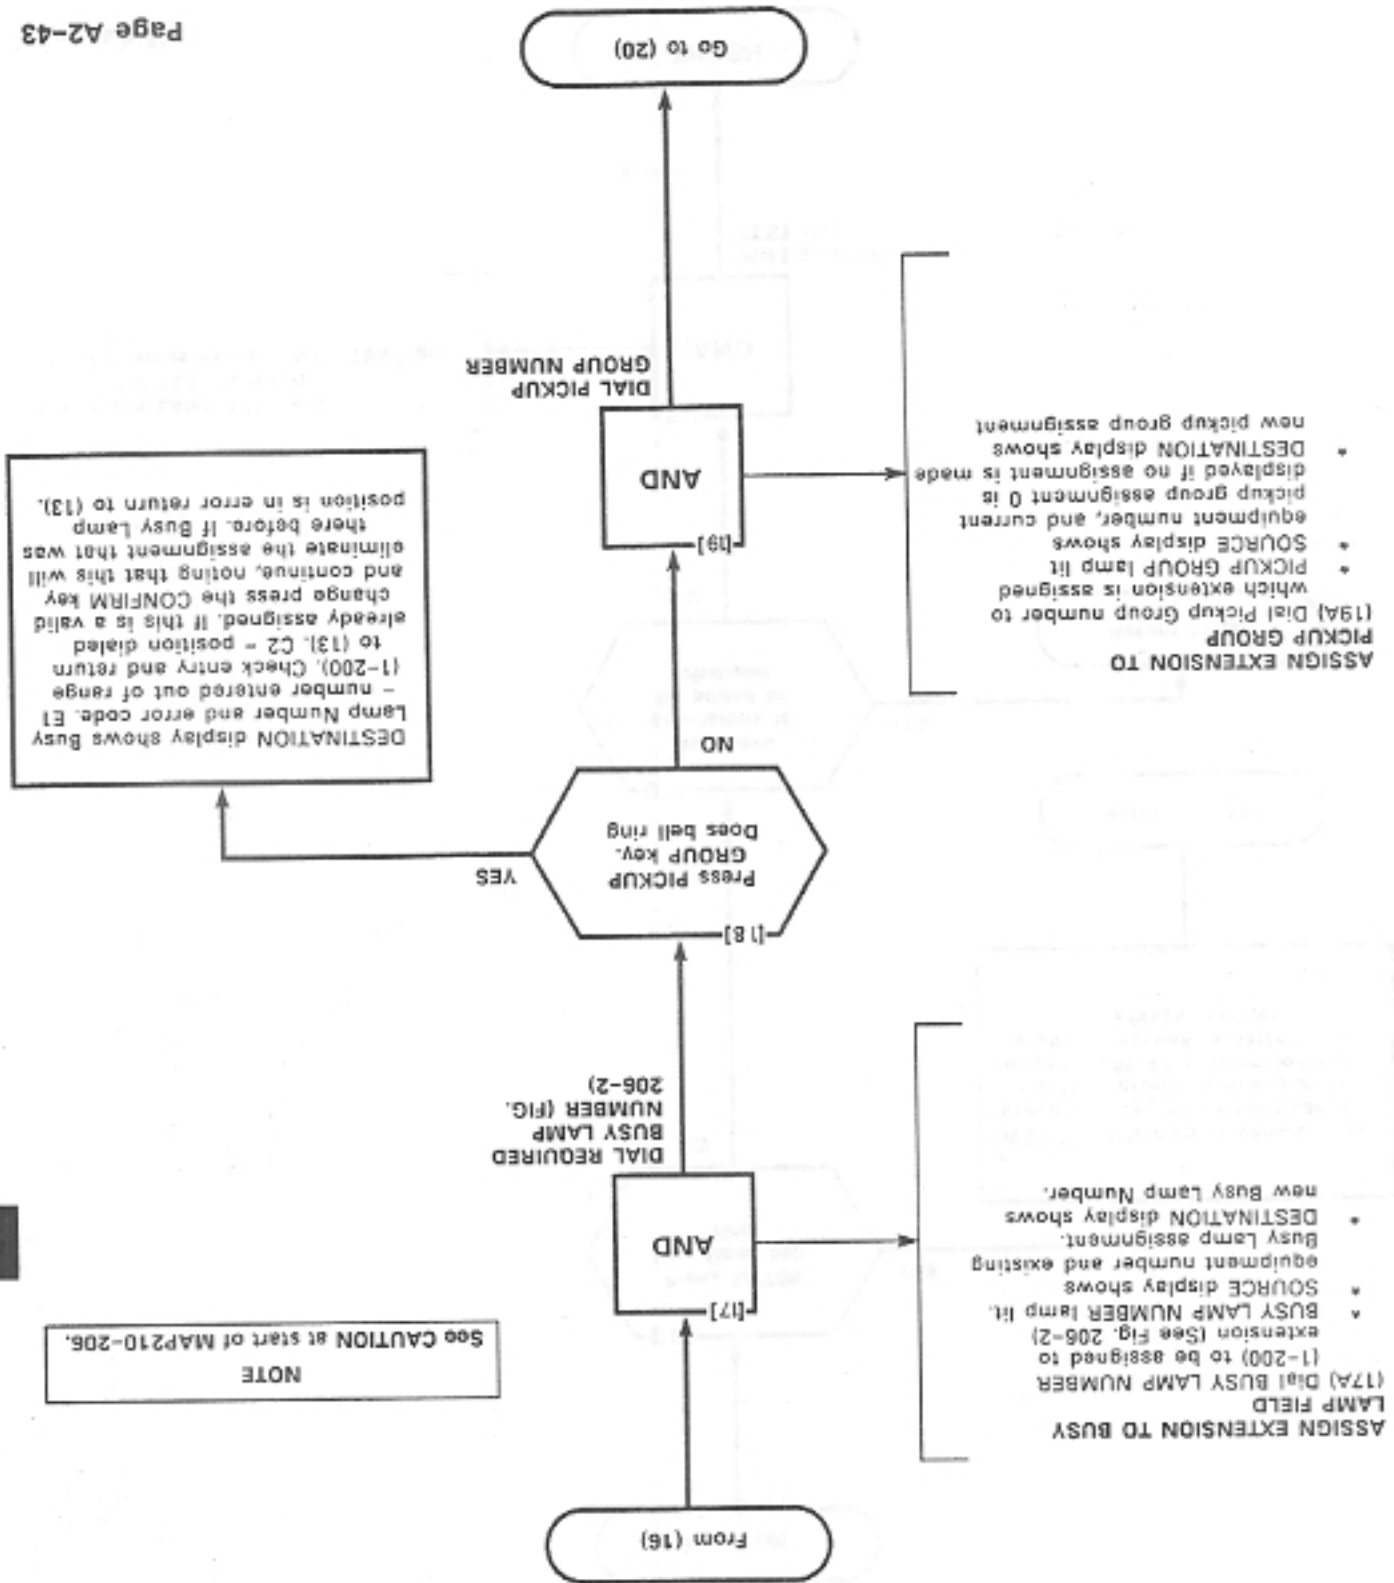 From (16)
ASSIGN EXTENSION TO BUSY
LAMP FIELD
(17A) Dial BUSY LAMP NUMBER
(1-200) to be assigned to
extension (See Fig. 206-2)
* BUSY LAMP NUMBER lamp lit.
* SOURCE display shows
equipment number and existing
Busy Lamp assignment.
* DESTINATION display shows
new Busy Lamp Number.
[17]
AND
NOTE
See CAUTION at start of MAP210-206.
DIAL REQUIRED
BUSY LAMP
NUMBER (FIG.
206-2)
[18]
Press PICKUP
GROUP key.
Does bell ring
YES
NO
DESTINATION display shows Busy
Lamp Number and error code. E1
- number entered out of range
(1-200). Check entry and return
to (13). C2 - position dialed
already assigned. If this is a valid
change press the CONFIRM key
and continue, noting that this will
eliminate the assignment that was
there before. If Busy Lamp
position is in error return to (13).
ASSIGN EXTENSION TO
PICKUP GROUP
(19A) Dial Pickup Group number to
which extension is assigned
* PICKUP GROUP lamp lit
* SOURCE display shows
equipment number, and current
pickup group assignment 0 is
displayed if no assignment is made
* DESTINATION display shows
new pickup group assignment
[19]
AND
DIAL PICKUP
GROUP NUMBER
Go to (20)
Page A2-43